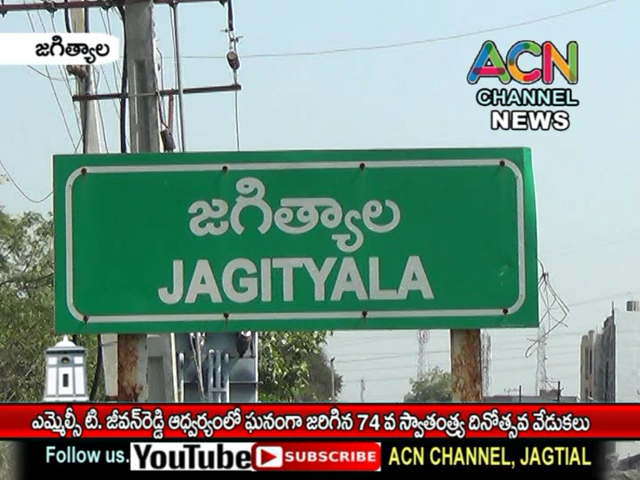 జగిత్యాల
ACN
CHANNEL
NEWS
జగిత్యాల
JAGITYALA
ఎమ్మెల్సీ టి. జీవన్‌రెడ్డి ఆధ్వర్యంలో ఘనంగా జరిగిన 74 వ స్వాతంత్ర్య దినోత్సవ వేడుకలు
Follow us. YouTube SUBSCRIBE ACN CHANNEL, JAGTIAL